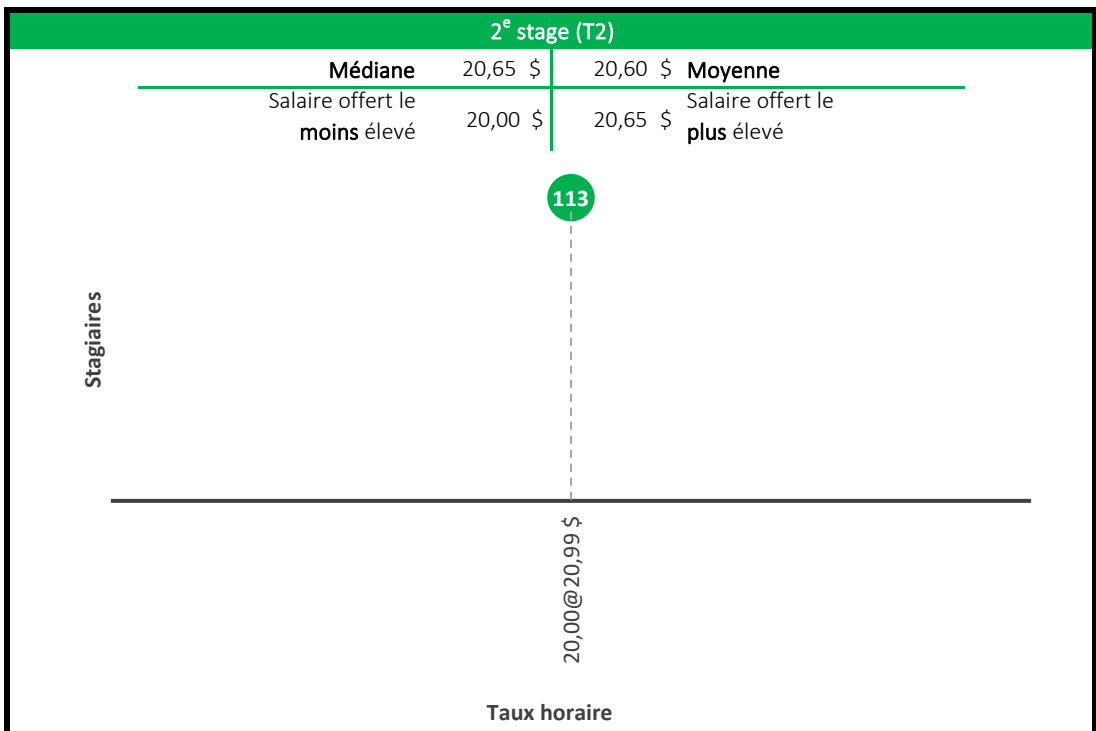 2e stage (T2)
Médiane 20,65 $ 20,60 $ Moyenne
Salaire offert le moins élevé 20,00 $ 20,65 $ Salaire offert le plus élevé
113
Stagiaires
20,00@20,99 $
Taux horaire